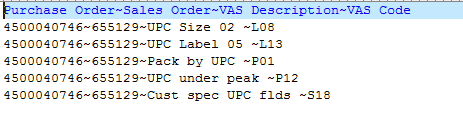 Purchase Order~Sales Order~VAS Description~VAS Code
4500040746~655129~UPC Size 02 ~L08
4500040746~655129~UPC Label 05 ~L13
4500040746~655129~Pack by UPC ~P01
4500040746~655129~UPC under peak ~P12
4500040746~655129~Cust spec UPC flds ~S18